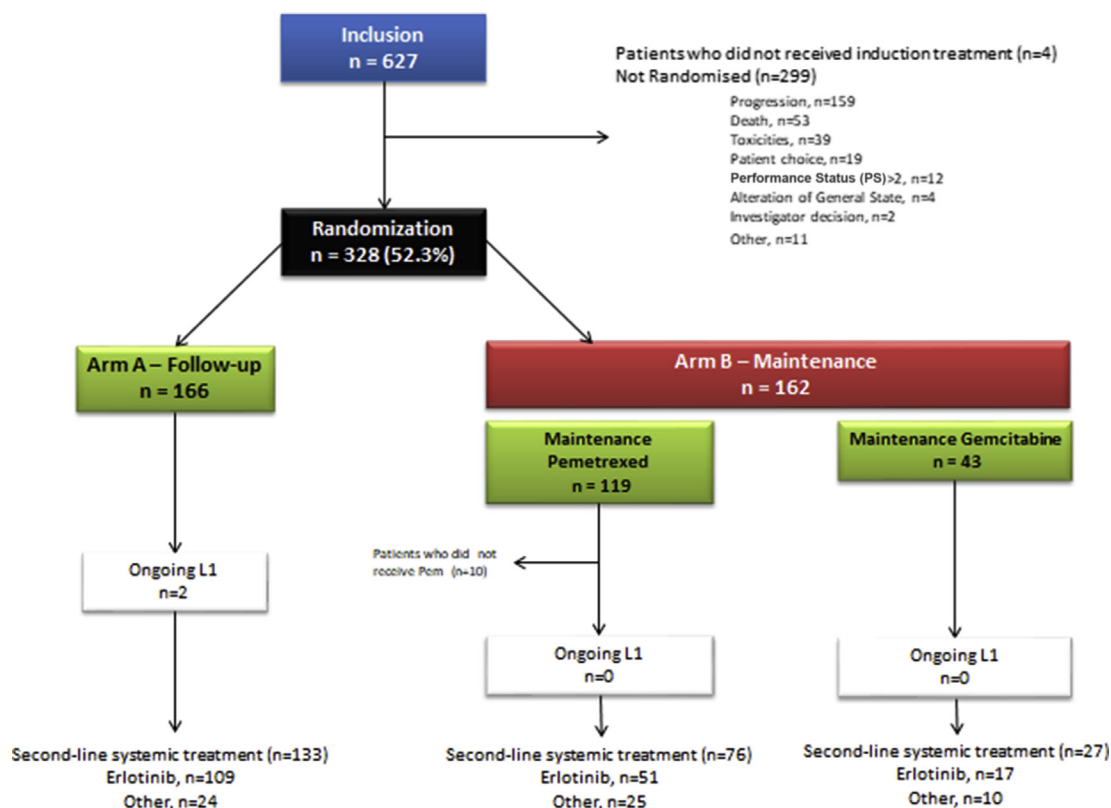 Inclusion
n = 627
Patients who did not received induction treatment (n=4)
Not Randomised (n=299)
Progression, n=159
Death, n=53
Toxicities, n=39
Patient choice, n=19
Performance Status (PS)>2, n=12
Alteration of General State, n=4
Investigator decision, n=2
Other, n=11
Randomization
n = 328 (52.3%)
Arm A – Follow-up
n = 166
Arm B – Maintenance
n = 162
Maintenance
Pemetrexed
n = 119
Maintenance Gemcitabine
n = 43
Patients who did not
receive Pem (n=10)
Ongoing L1
n=2
Ongoing L1
n=0
Ongoing L1
n=0
Second-line systemic treatment (n=133)
Erlotinib, n=109
Other, n=24
Second-line systemic treatment (n=76)
Erlotinib, n=51
Other, n=25
Second-line systemic treatment (n=27)
Erlotinib, n=17
Other, n=10